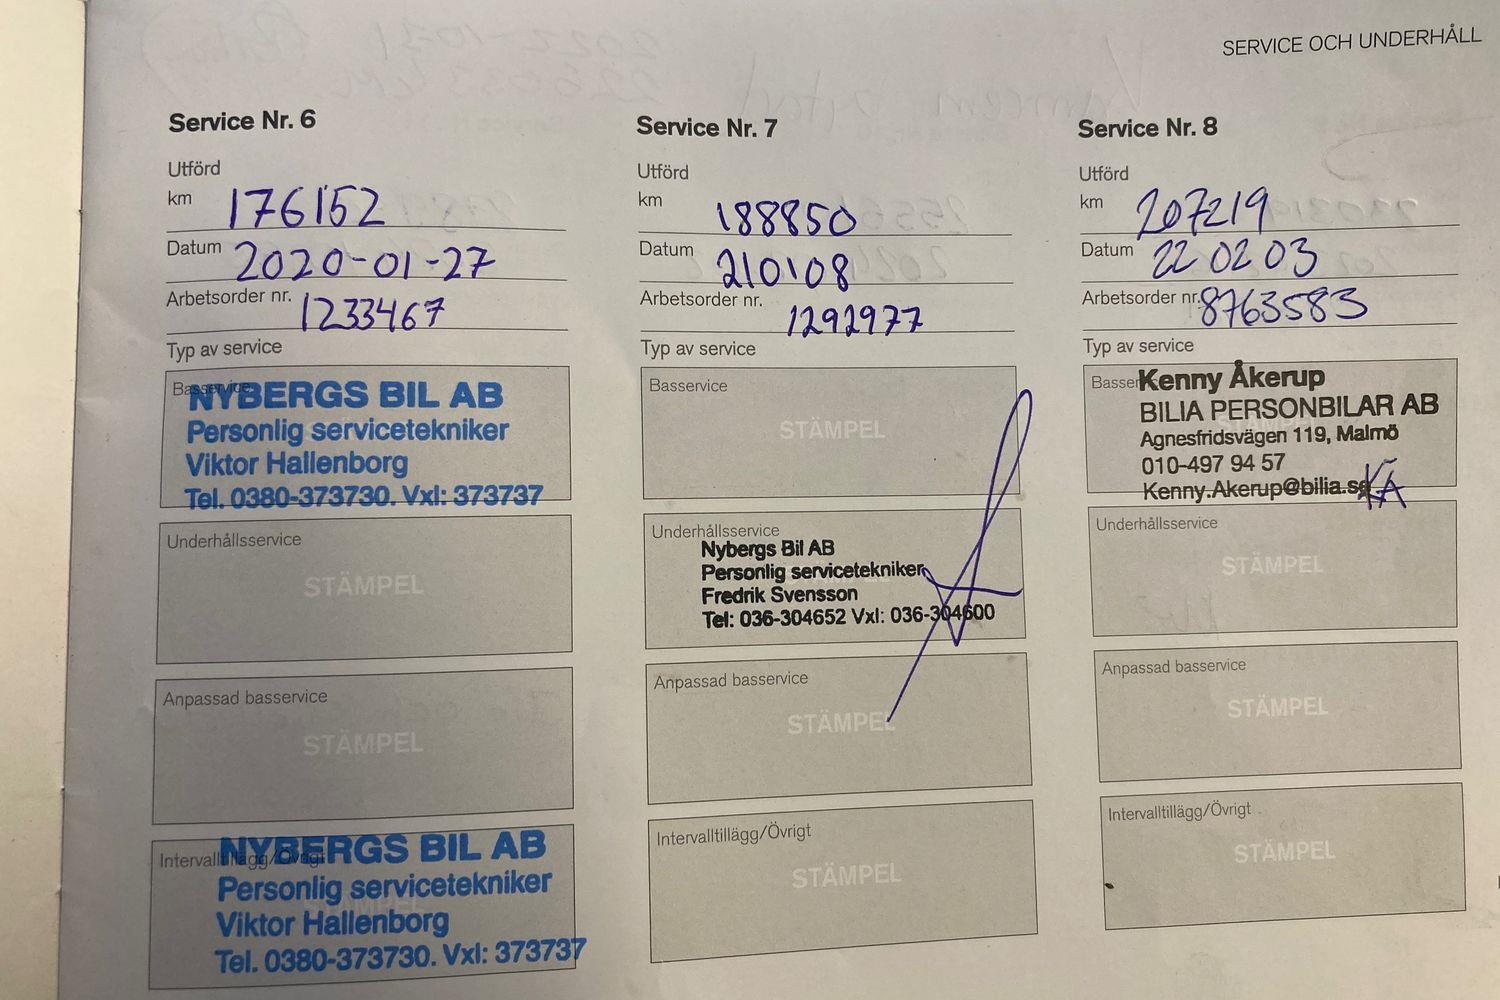 SERVICE OCH UNDERHÅLL
Service Nr. 6
Utförd
km 176152
Datum 2020-01-27
Arbetsorder nr. 1233467
Typ av service
Basservice
NYBERGS BIL AB
Personlig servicetekniker
Viktor Hallenborg
Tel. 0380-373730. Vxl: 373737
Underhållsservice
STÄMPEL
Anpassad basservice
STÄMPEL
Intervalltillägg/Övrigt
NYBERGS BIL AB
Personlig servicetekniker
Viktor Hallenborg
Tel. 0380-373730. Vxl: 373737
Service Nr. 7
Utförd
km 188850
Datum 210108
Arbetsorder nr. 1292977
Typ av service
Basservice
STÄMPEL
Underhållsservice
Nybergs Bil AB
Personlig servicetekniker
Fredrik Svensson
Tel: 036-304652 Vxl: 036-304600
Anpassad basservice
STÄMPEL
Intervalltillägg/Övrigt
STÄMPEL
Service Nr. 8
Utförd
km 207219
Datum 22 02 03
Arbetsorder nr. 8763583
Typ av service
Kenny Åkerup
BILIA PERSONBILAR AB
Agnesfridsvägen 119, Malmö
010-497 94 57
Kenny.Akerup@bilia.se KÅ
Underhållsservice
STÄMPEL
Anpassad basservice
STÄMPEL
Intervalltillägg/Övrigt
STÄMPEL